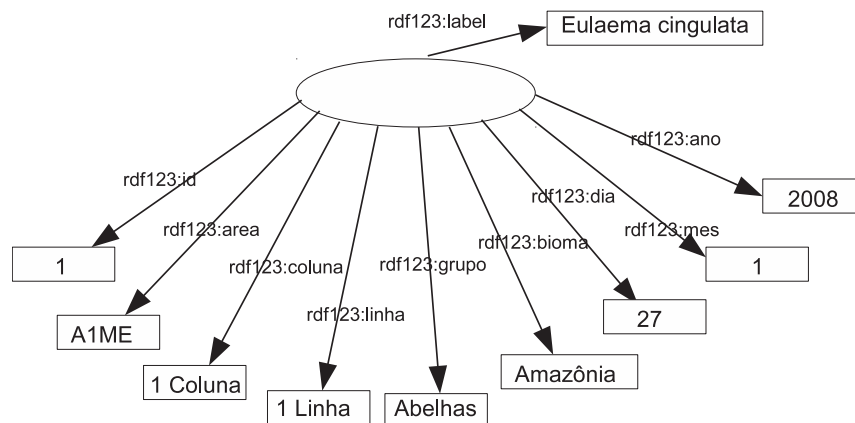 rdf123:label
Eulaema cingulata
rdf123:ano
2008
rdf123:id
rdf123:dia
rdf123:area
rdf123:mes
rdf123:bioma
1
rdf123:coluna
rdf123:grupo
1
rdf123:linha
27
A1ME
Amazônia
1 Coluna
1 Linha
Abelhas